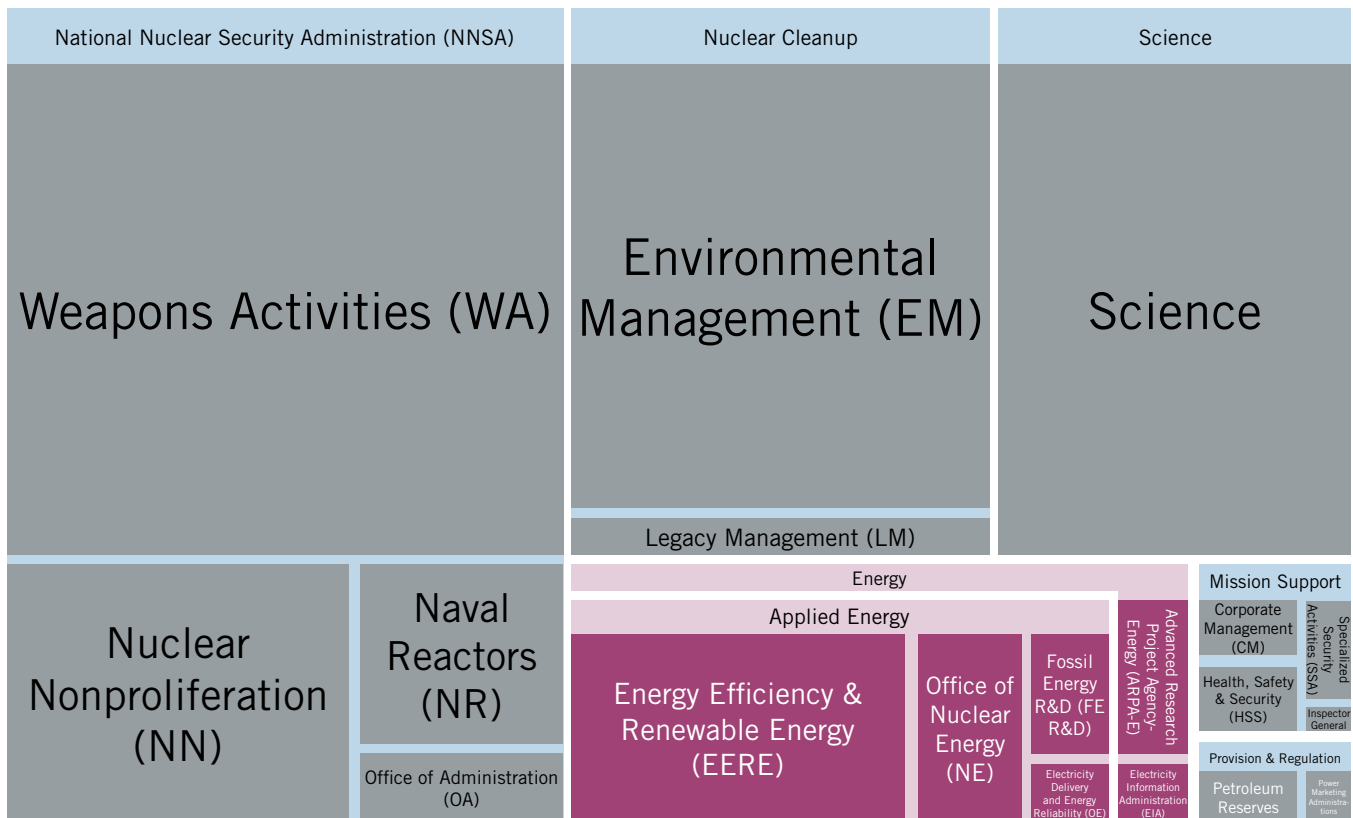 National Nuclear Security Administration (NNSA)
Weapons Activities (WA)
Nuclear
Nonproliferation
(NN)
Naval
Reactors
(NR)
Office of Administration
(OA)
Nuclear Cleanup
Environmental
Management (EM)
Legacy Management (LM)
Science
Science
Energy
Applied Energy
Energy Efficiency &
Renewable Energy
(EERE)
Office of
Nuclear
Energy
(NE)
Fossil
Energy
R&D (FE
R&D)
Electricity
Delivery
and Energy
Reliability (OE)
Advanced Research
Project Agency-
Energy (ARPA-E)
Electricity
Information
Administration
(EIA)
Mission Support
Corporate
Management
(CM)
Specialized
Security
Activities (SSA)
Health, Safety
& Security
(HSS)
Inspector
General
Provision & Regulation
Petroleum
Reserves
Power
Marketing
Administra-
tions